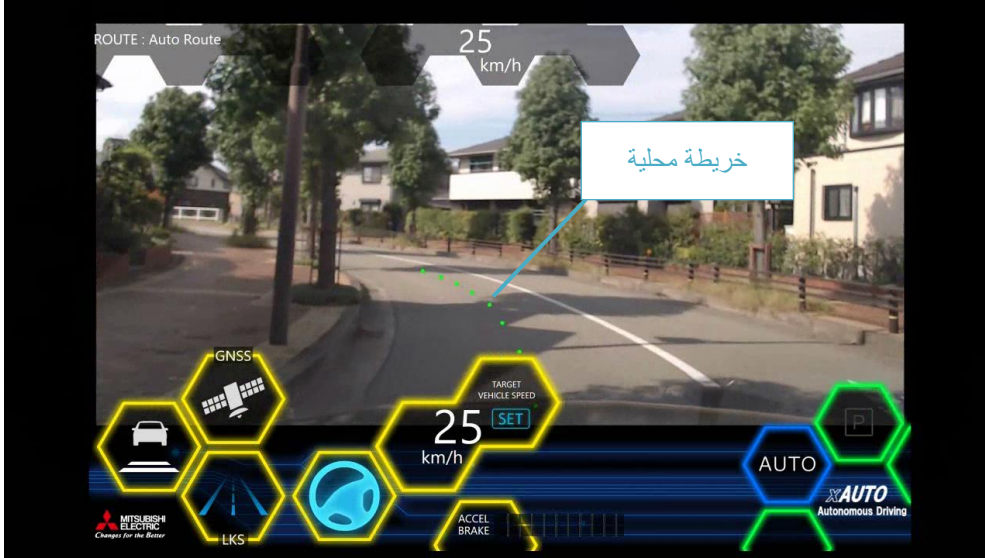 ROUTE : Auto Route
25
km/h
خريطة محلية
GNSS
TARGET
VEHICLE SPEED
SET
25
km/h
P
AUTO
xAUTO
Autonomous Driving
MITSUBISHI
ELECTRIC
Changes for the Better
LKS
ACCEL
BRAKE